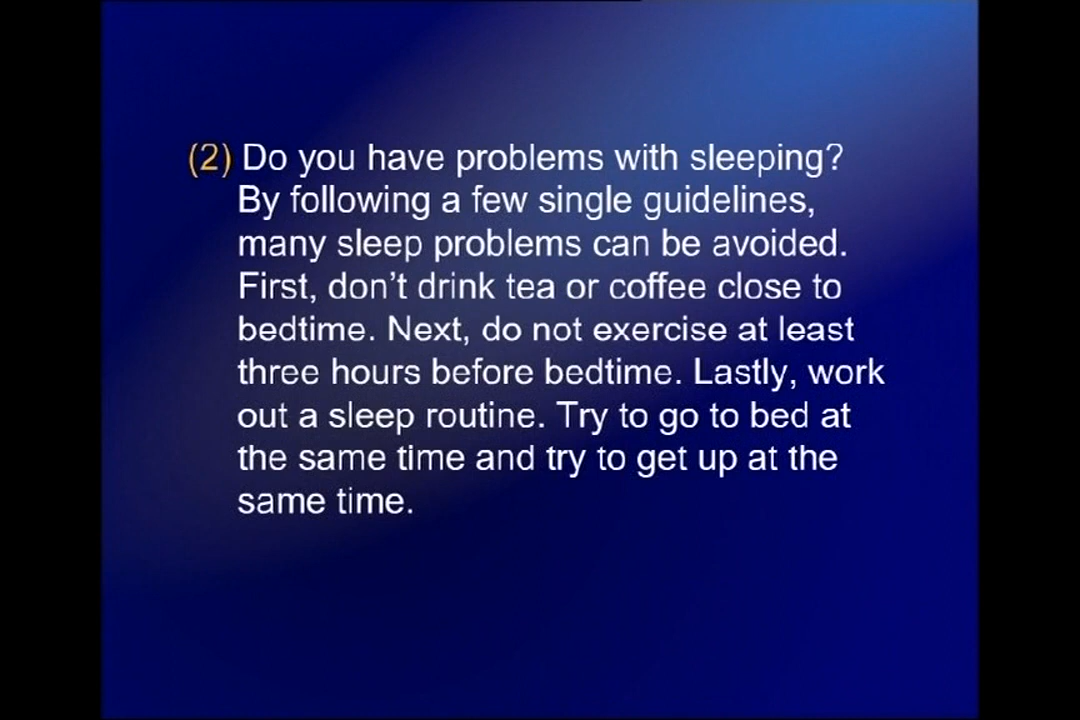 (2) Do you have problems with sleeping?
By following a few single guidelines,
many sleep problems can be avoided.
First, don't drink tea or coffee close to
bedtime. Next, do not exercise at least
three hours before bedtime. Lastly, work
out a sleep routine. Try to go to bed at
the same time and try to get up at the
same time.